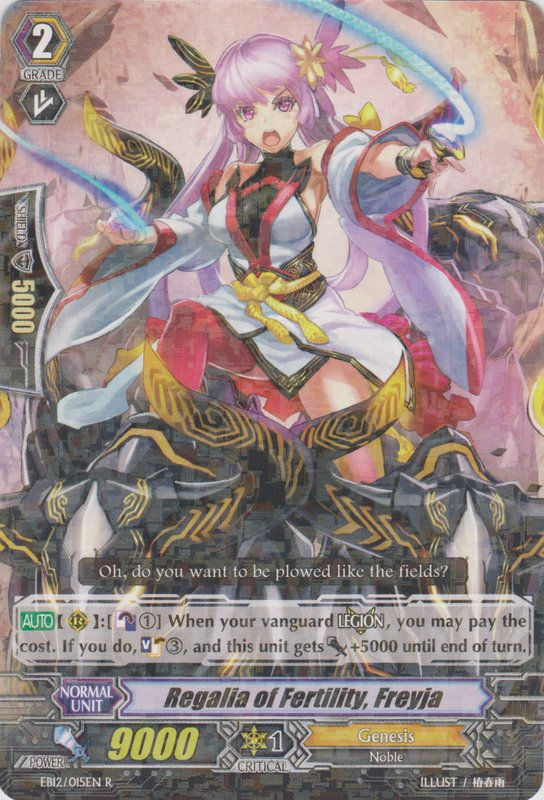 2
GRADE
SHIELD
5000
Oh, do you want to be plowed like the fields?
AUTO【R】:[①] When your vanguard LEGION, you may pay the
cost. If you do, V③, and this unit gets +5000 until end of turn.
NORMAL
UNIT
Regalia of Fertility, Freyja
POWER
9000
1
CRITICAL
Genesis
Noble
EB12/015EN R
ILLUST / 椿春雨